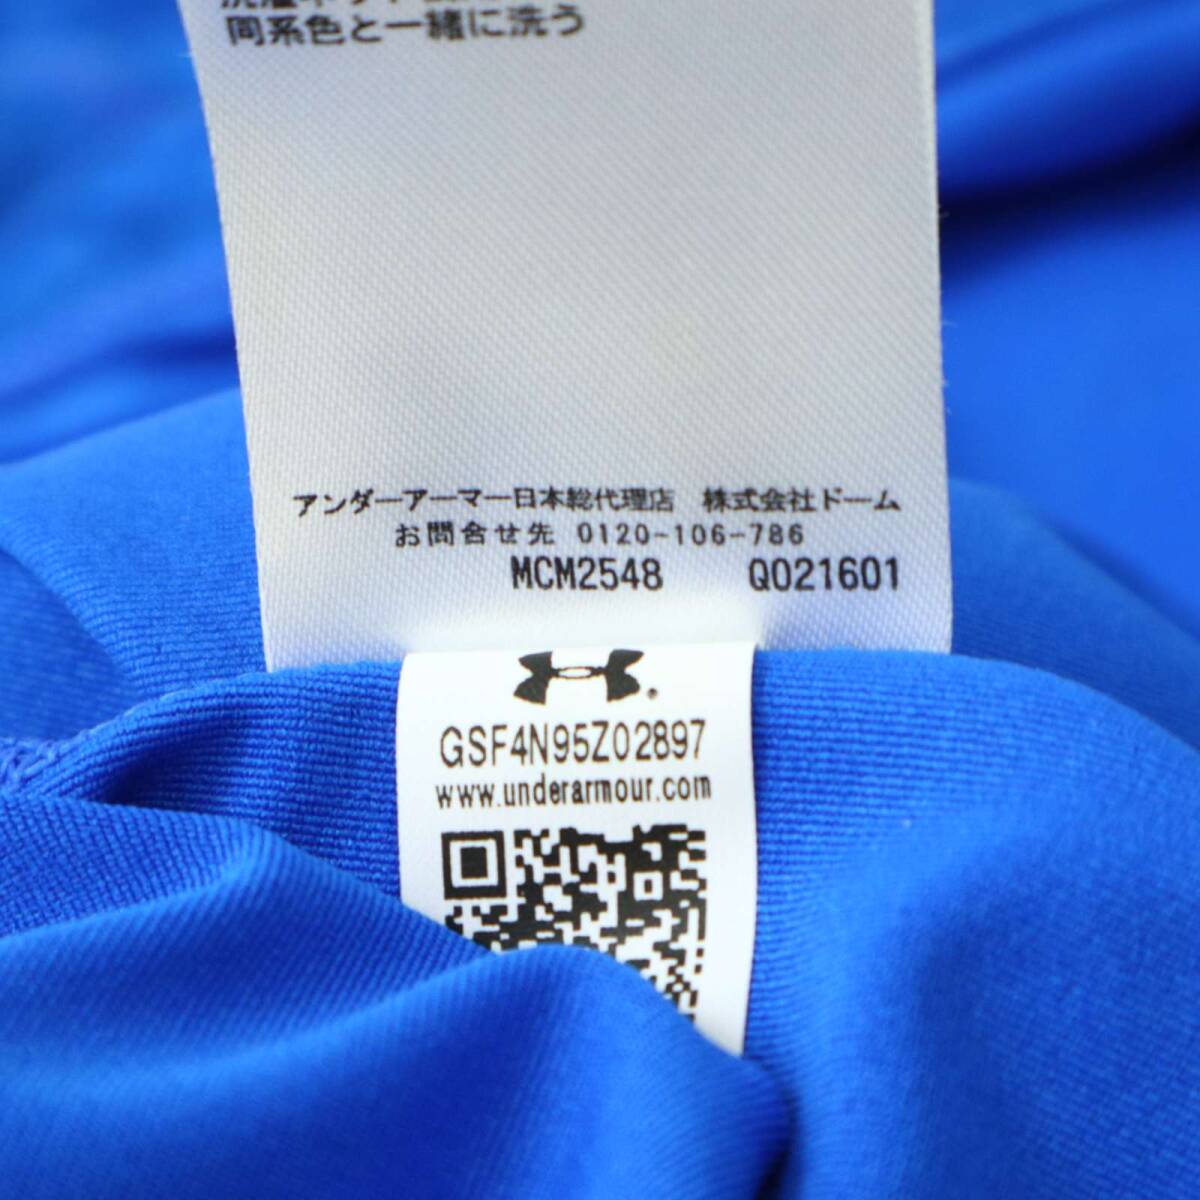 同系色と一緒に洗う
アンダーアーマー日本総代理店 株式会社ドーム
お問合せ先 0120-106-786
MCM2548 Q021601
GSF4N95Z02897
www.underarmour.com